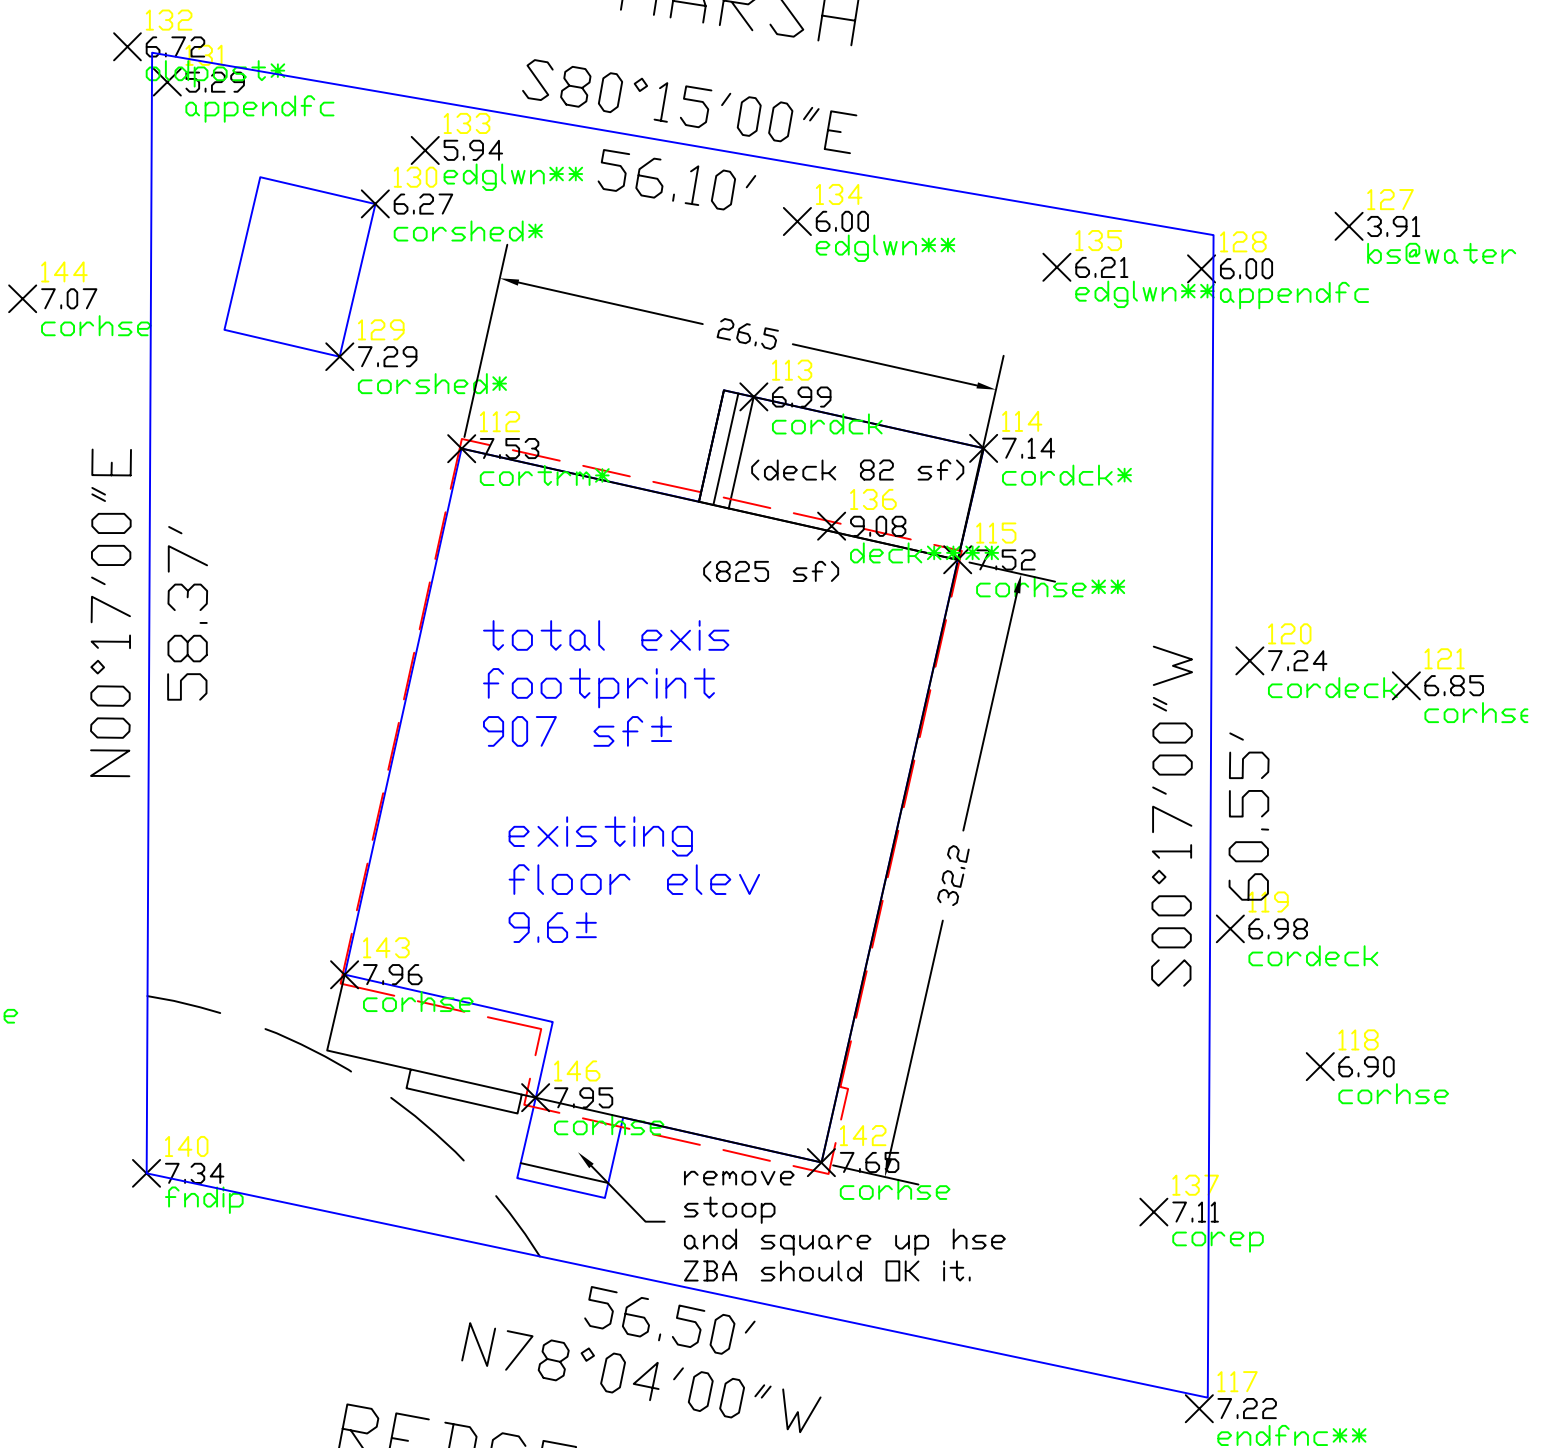 MARSH
132
6.72
131
oldpost*
5.29
appendfc
S80°15'00"E
56.10'
133
5.94
edglwn**
130
6.27
corshed*
134
6.00
edglwn**
127
3.91
bs@water
135
6.21
edglwn**
128
6.00
appendfc
144
7.07
corhse
129
7.29
corshed*
26.5
113
6.99
cordck
112
7.53
cortrm*
114
7.14
cordck*
(deck 82 sf)
136
9.08
deck****
115
7.52
corhse**
(825 sf)
N00°17'00"E
58.37'
total exis
footprint
907 sf±
existing
floor elev
9.6±
32.2
S00°17'00"W
60.55'
120
7.24
cordeck
121
6.85
corhse
119
6.98
cordeck
143
7.96
corhse
e
118
6.90
corhse
146
7.95
corhse
140
7.34
fndip
142
7.65
corhse
remove
stoop
and square up hse
ZBA should OK it.
137
7.11
corep
56.50'
N78°04'00"W
117
7.22
endfnc**